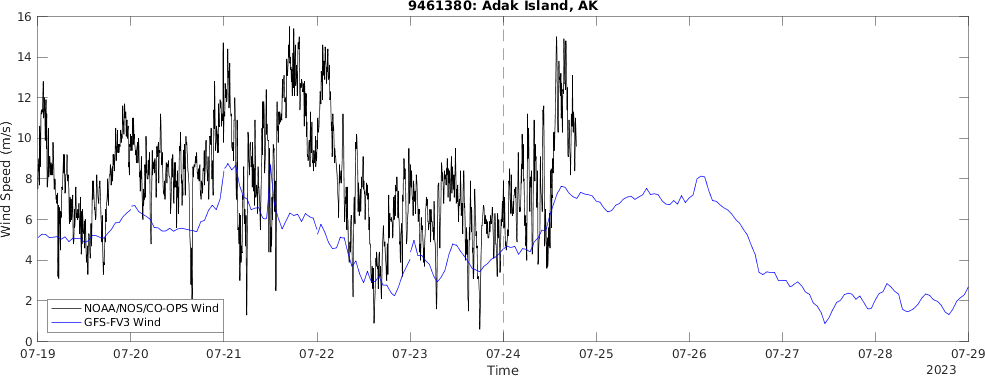 9461380: Adak Island, AK
16
14
12
10
8
6
4
2
0
Wind Speed (m/s)
NOAA/NOS/CO-OPS Wind
GFS-FV3 Wind
07-19 07-20 07-21 07-22 07-23 07-24 07-25 07-26 07-27 07-28 07-29
Time
2023